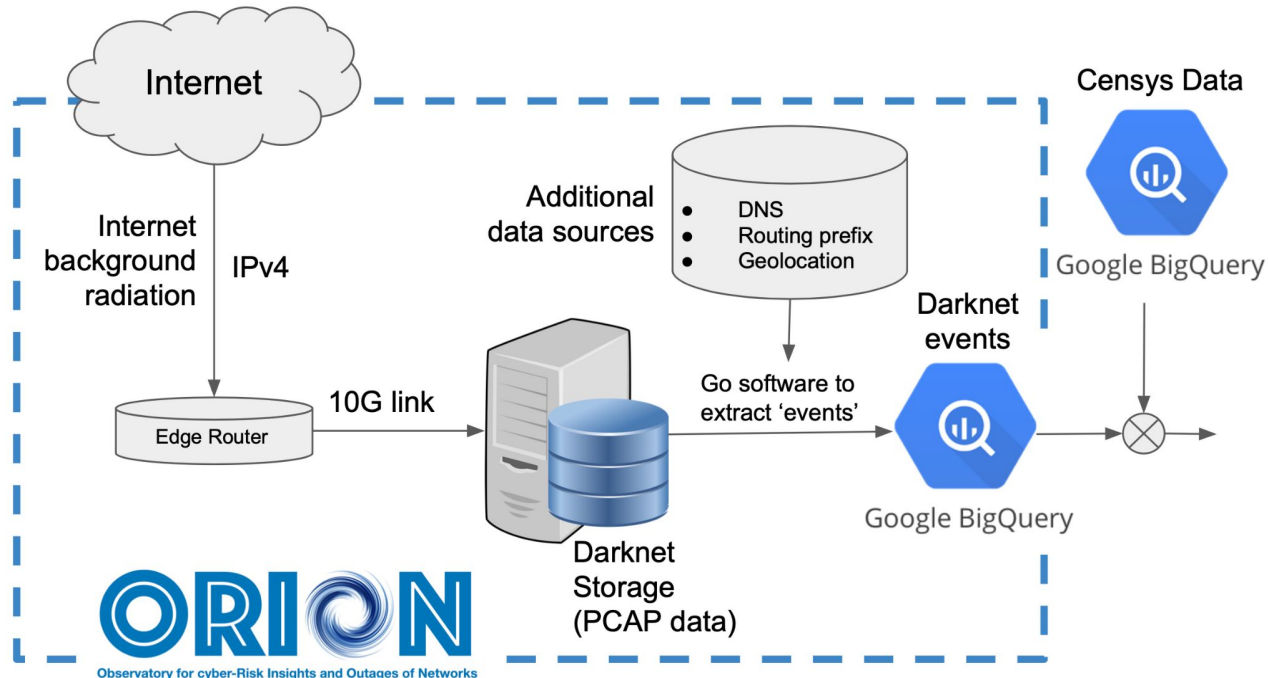 Internet
Censys Data
Google BigQuery
Additional
data sources
● DNS
● Routing prefix
● Geolocation
Internet
background
radiation
IPv4
Darknet
events
10G link
Edge Router
Go software to
extract ‘events’
Google BigQuery
Darknet
Storage
(PCAP data)
ORION
Observatory for cyber-Risk Insights and Outages of Networks